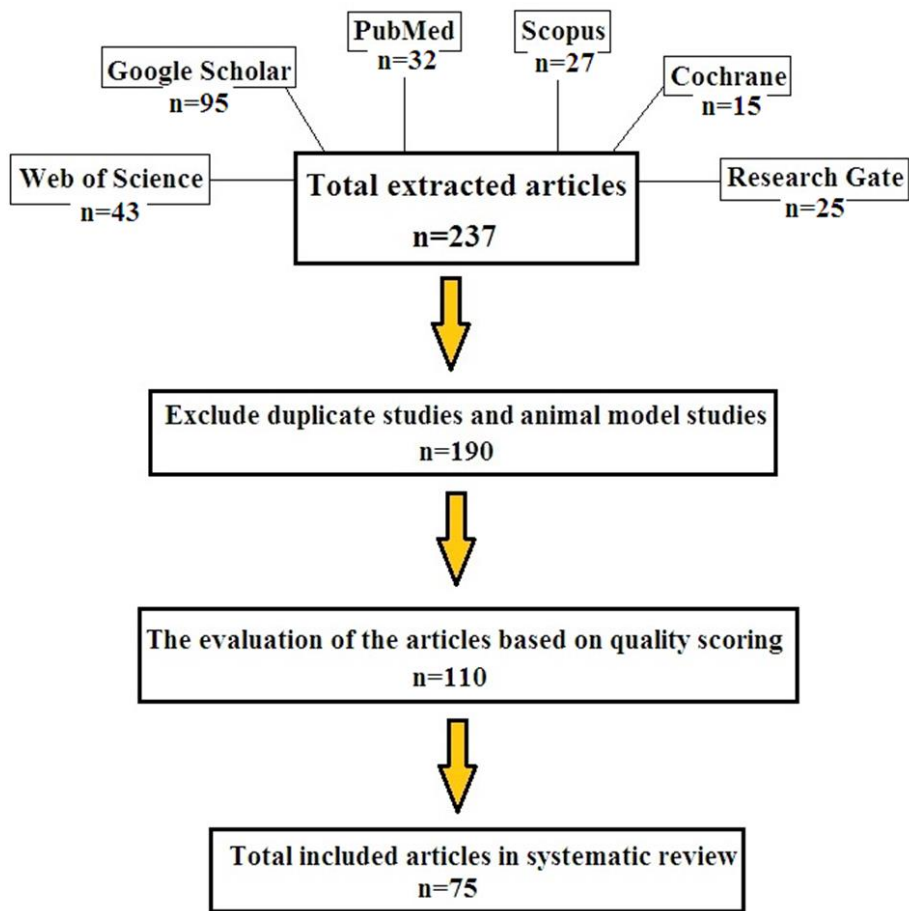 PubMed
n=32
Scopus
n=27
Google Scholar
n=95
Cochrane
n=15
Web of Science
n=43
Total extracted articles
n=237
Research Gate
n=25
Exclude duplicate studies and animal model studies
n=190
The evaluation of the articles based on quality scoring
n=110
Total included articles in systematic review
n=75